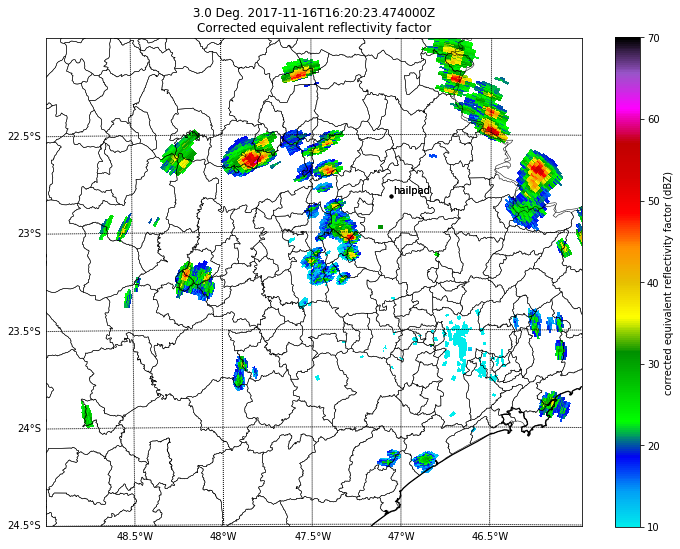 3.0 Deg. 2017-11-16T16:20:23.474000Z
Corrected equivalent reflectivity factor
70
60
50
40
30
20
10
corrected equivalent reflectivity factor (dBZ)
22.5°S
23°S
23.5°S
24°S
24.5°S
hailpad
48.5°W
48°W
47.5°W
47°W
46.5°W